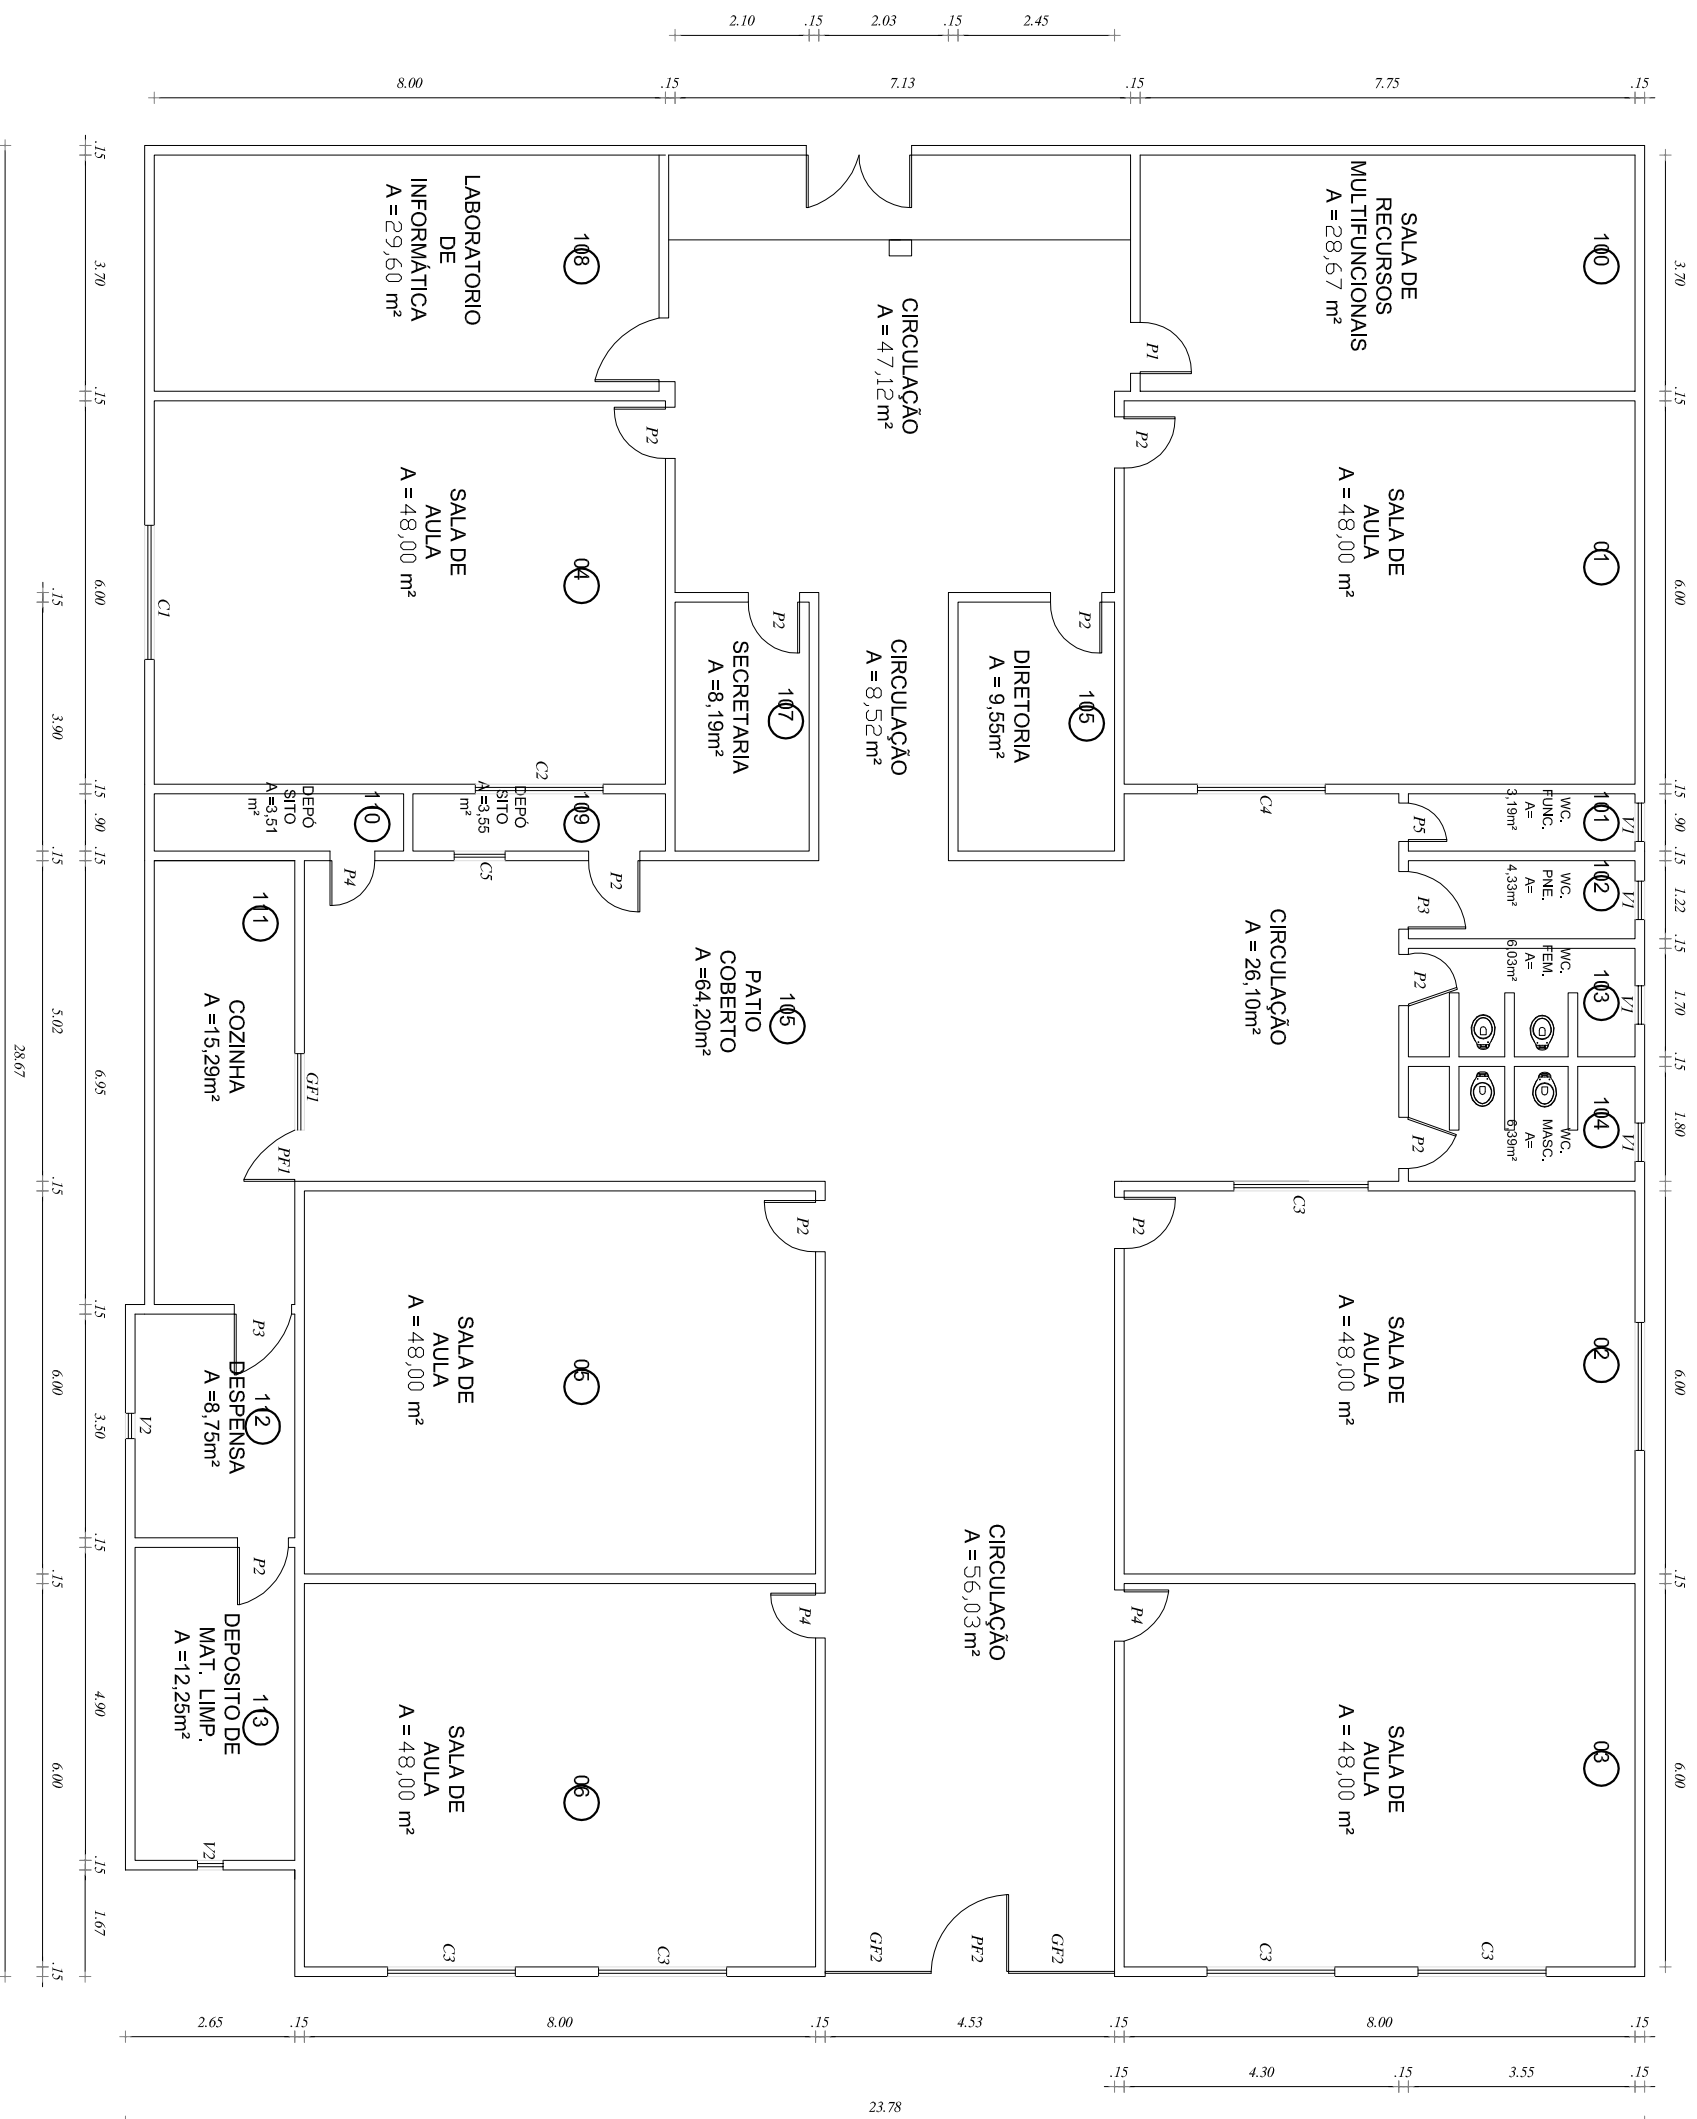 2.10 .15 2.03 .15 2.45
8.00 .15 7.13 .15 7.75 .15
.15
3.70
.15
6.00
.15
.90
.15
6.95
.15
3.50
.15
4.90
.15
1.67
.15
3.90
.15
5.02
.15
6.00
.15
6.00
.15
28.67
LABORATORIO
DE
INFORMÁTICA
A =29,60 m²
108
CIRCULAÇÃO
A =47,12m²
SALA DE
RECURSOS
MULTIFUNCIONAIS
A =28,67 m²
100
P1
P2
P2
SALA DE
AULA
A =48,00 m²
04
C1
C2
SALA DE
AULA
A =48,00 m²
01
C4
P2
SECRETARIA
A =8,19m²
107
CIRCULAÇÃO
A =8,52m²
P2
DIRETORIA
A = 9,55m²
105
DEPÓ
SITO
A =3,51
m²
110
DEPÓ
SITO
A =3,55
m²
109
P4
C5
P2
WC.
FUNC.
A=
3,19m²
101
V1
P5
WC.
PNE.
A=
4,33m²
102
V1
P3
WC.
FEM.
A=
6,03m²
103
V1
P2
WC.
MASC.
A=
6,39m²
104
V1
P2
111
COZINHA
A =15,29m²
GF1
PF1
PATIO
COBERTO
A =64,20m²
105
CIRCULAÇÃO
A = 26,10m²
C3
P2
P2
P3
DESPENSA
A =8,75m²
112
V2
SALA DE
AULA
A =48,00 m²
05
SALA DE
AULA
A =48,00 m²
02
P2
DEPOSITO DE
MAT. LIMP.
A =12,25m²
113
V2
P4
P4
CIRCULAÇÃO
A =56,03m²
SALA DE
AULA
A =48,00 m²
06
C3
C3
SALA DE
AULA
A =48,00 m²
03
C3
C3
GF2
PF2
GF2
3.70
.15
6.00
.15
.90
.15
1.22
.15
1.70
.15
1.80
6.00
.15
6.00
2.65 .15 8.00 .15 4.53 .15 8.00 .15
.15 4.30 .15 3.55 .15
23.78